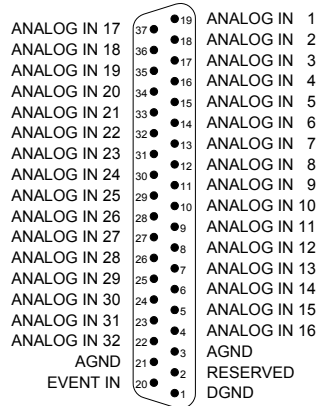 19 ANALOG IN 1
ANALOG IN 17 37
18 ANALOG IN 2
ANALOG IN 18 36
17 ANALOG IN 3
ANALOG IN 19 35
16 ANALOG IN 4
ANALOG IN 20 34
15 ANALOG IN 5
ANALOG IN 21 33
14 ANALOG IN 6
ANALOG IN 22 32
13 ANALOG IN 7
ANALOG IN 23 31
12 ANALOG IN 8
ANALOG IN 24 30
11 ANALOG IN 9
ANALOG IN 25 29
10 ANALOG IN 10
ANALOG IN 26 28
9 ANALOG IN 11
ANALOG IN 27 27
8 ANALOG IN 12
ANALOG IN 28 26
7 ANALOG IN 13
ANALOG IN 29 25
6 ANALOG IN 14
ANALOG IN 30 24
5 ANALOG IN 15
ANALOG IN 31 23
4 ANALOG IN 16
ANALOG IN 32 22
3 AGND
AGND 21
2 RESERVED
EVENT IN 20
1 DGND